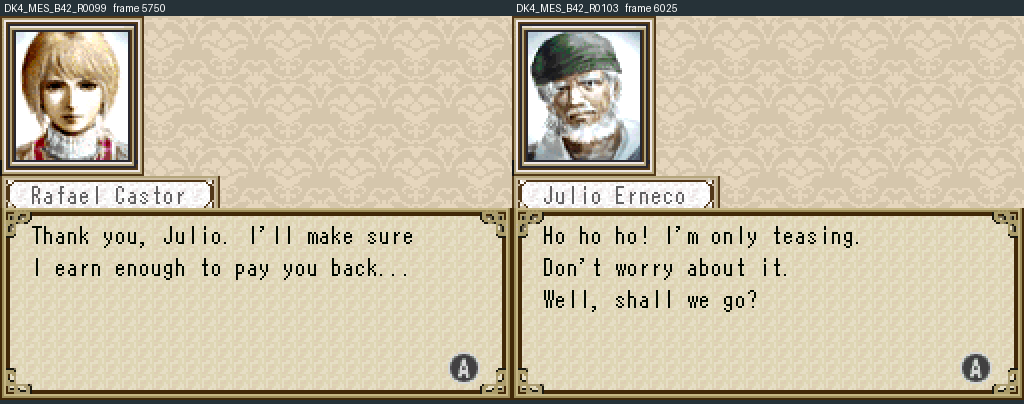 DK4_MES_B42_R0099 frame 5750
Rafael Castor
Thank you, Julio. I'll make sure
I earn enough to pay you back...
A
DK4_MES_B42_R0103 frame 6025
Julio Erneco
Ho ho ho! I'm only teasing.
Don't worry about it.
Well, shall we go?
A